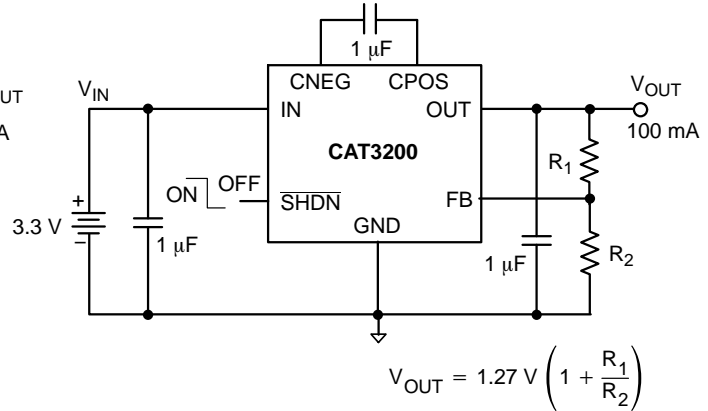 1 μF
CNEG CPOS
V_IN
IN OUT
V_OUT
100 mA
UT
A
CAT3200
R₁
ON OFF
SHDN
FB
GND
+
3.3 V
–
1 μF
1 μF
R₂
V_OUT = 1.27 V (1 + R₁/R₂)